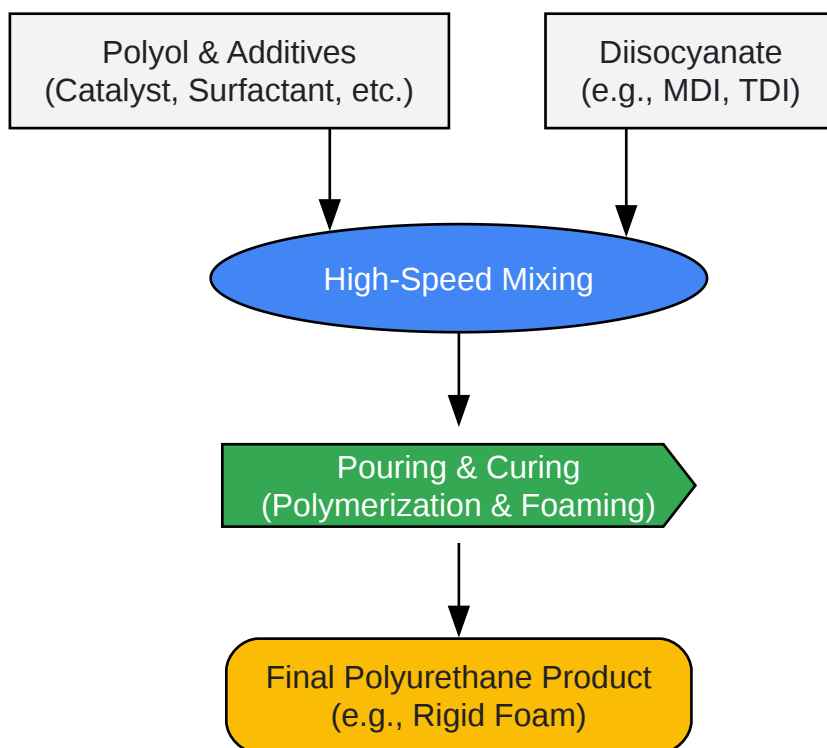 Polyol & Additives
(Catalyst, Surfactant, etc.)
Diisocyanate
(e.g., MDI, TDI)
High-Speed Mixing
Pouring & Curing
(Polymerization & Foaming)
Final Polyurethane Product
(e.g., Rigid Foam)